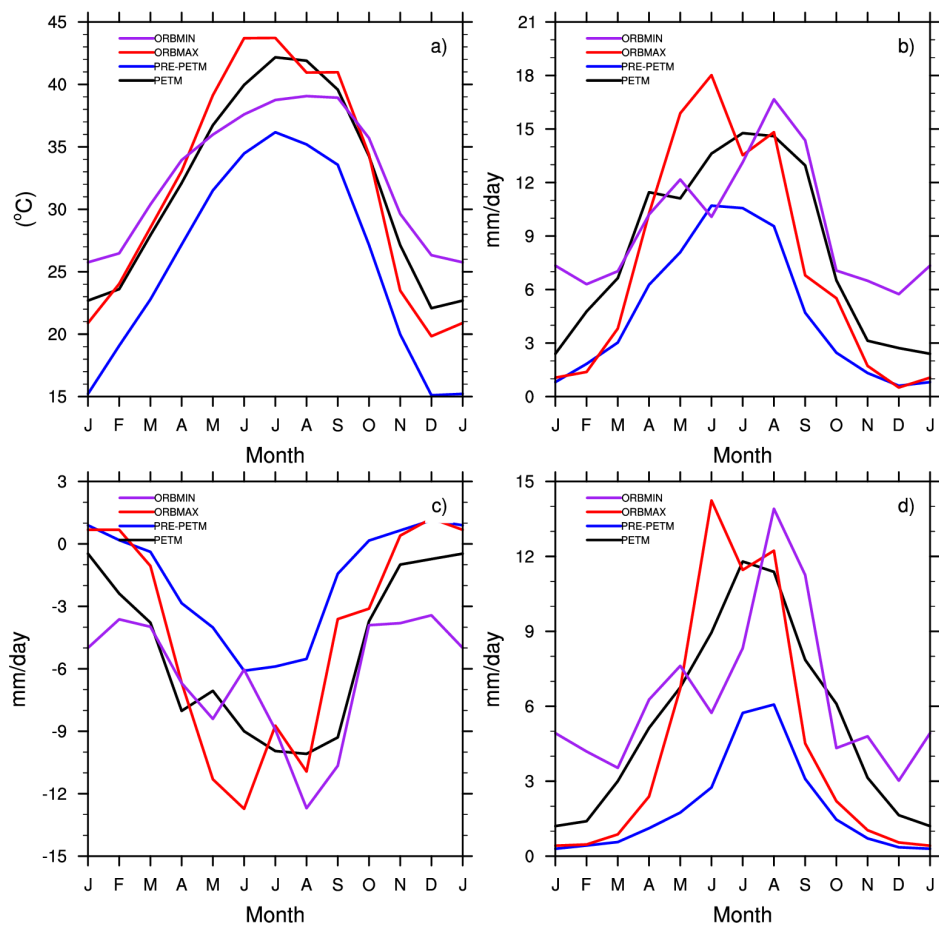 45
40
35
30
25
20
15
(°C)
ORBMIN
ORBMAX
PRE-PETM
PETM
a)
J F M A M J J A S O N D J
Month
21
18
15
12
9
6
3
0
mm/day
ORBMIN
ORBMAX
PRE-PETM
PETM
b)
J F M A M J J A S O N D J
Month
3
0
-3
-6
-9
-12
-15
mm/day
ORBMIN
ORBMAX
PRE-PETM
PETM
c)
J F M A M J J A S O N D J
Month
15
12
9
6
3
0
mm/day
ORBMIN
ORBMAX
PRE-PETM
PETM
d)
J F M A M J J A S O N D J
Month